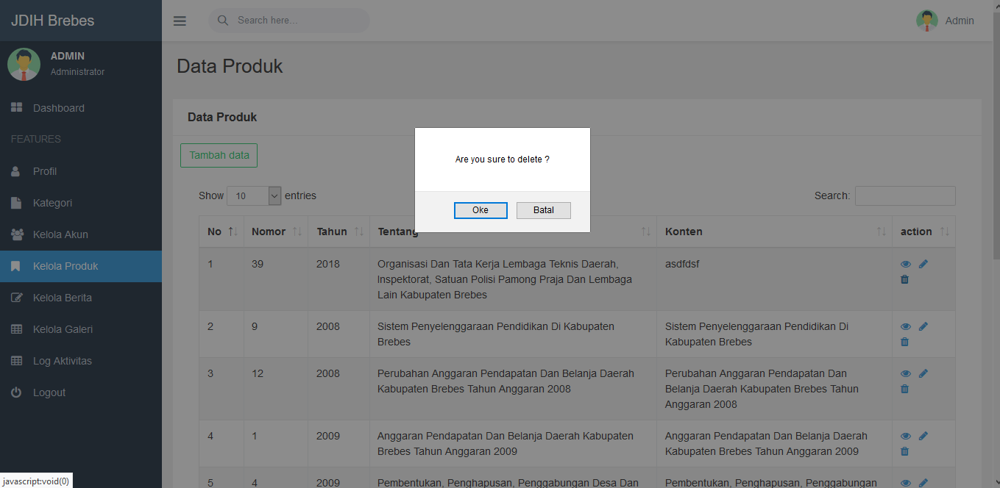 JDIH Brebes
Search here...
Admin
ADMIN
Administrator
Dashboard
FEATURES
Profil
Kategori
Kelola Akun
Kelola Produk
Kelola Berita
Kelola Galeri
Log Aktivitas
Logout
javascript:void(0)
Data Produk
Data Produk
Tambah data
Are you sure to delete ?
Oke Batal
Show 10 entries
Search:
No Nomor Tahun Tentang Konten action
1 39 2018 Organisasi Dan Tata Kerja Lembaga Teknis Daerah, asdfdsf
Inspektorat, Satuan Polisi Pamong Praja Dan Lembaga
Lain Kabupaten Brebes
2 9 2008 Sistem Penyelenggaraan Pendidikan Di Kabupaten Sistem Penyelenggaraan Pendidikan Di
Brebes Kabupaten Brebes
3 12 2008 Perubahan Anggaran Pendapatan Dan Belanja Daerah Perubahan Anggaran Pendapatan Dan
Kabupaten Brebes Tahun Anggaran 2008 Belanja Daerah Kabupaten Brebes Tahun
Anggaran 2008
4 1 2009 Anggaran Pendapatan Dan Belanja Daerah Kabupaten Anggaran Pendapatan Dan Belanja Daerah
Brebes Tahun Anggaran 2009 Kabupaten Brebes Tahun Anggaran 2009
5 4 2009 Pembentukan, Penghapusan, Penggabungan Desa Dan Pembentukan, Penghapusan, Penggabungan